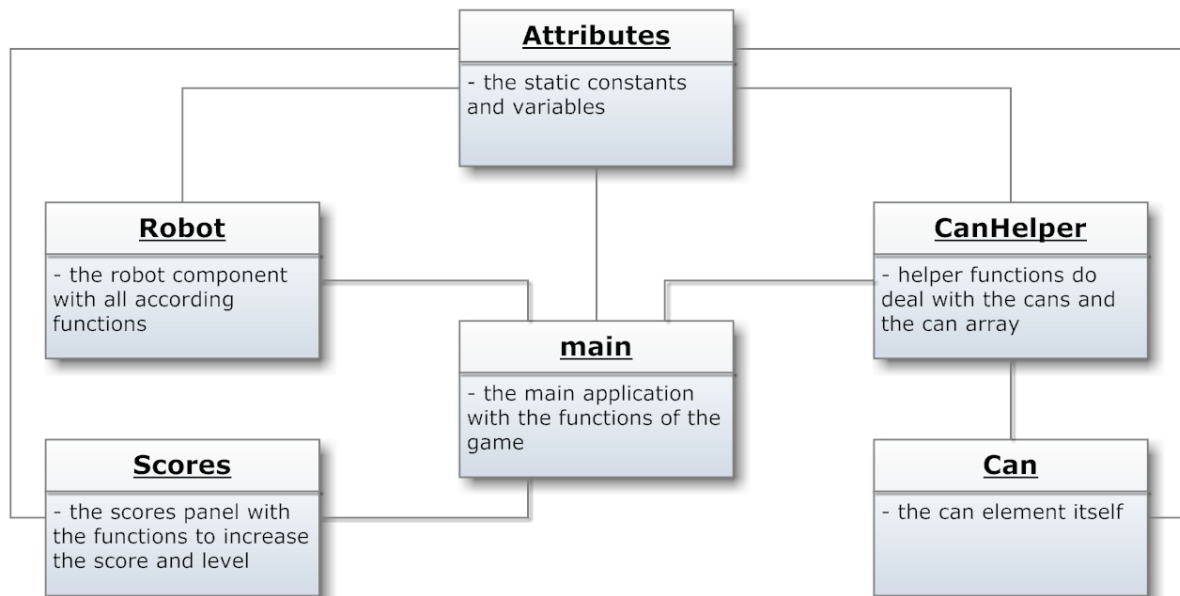 Attributes
- the static constants
and variables
Robot
- the robot component
with all according
functions
CanHelper
- helper functions do
deal with the cans and
the can array
main
- the main application
with the functions of the
game
Scores
- the scores panel with
the functions to increase
the score and level
Can
- the can element itself